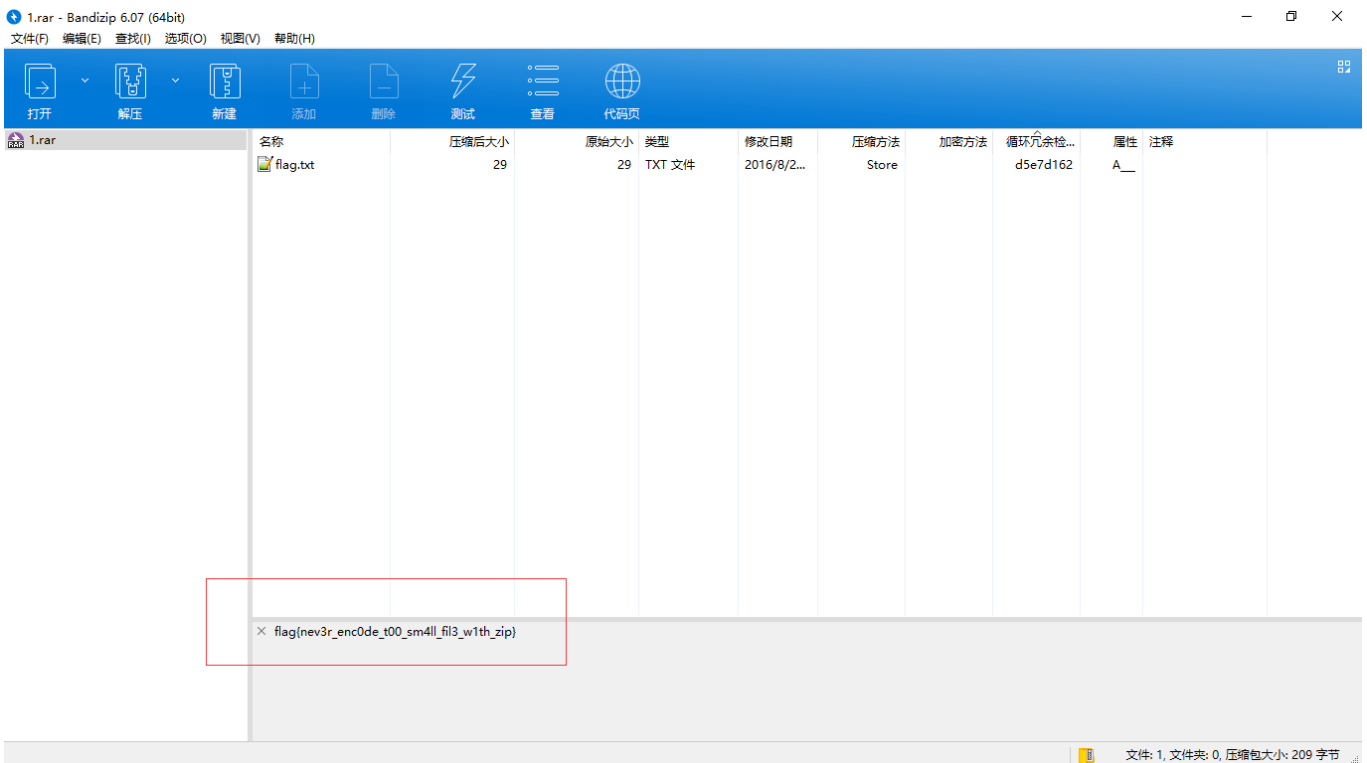 1.rar - Bandizip 6.07 (64bit)
文件(F) 编辑(E) 查找(I) 选项(O) 视图(V) 帮助(H)
打开 解压 新建 添加 删除 测试 查看 代码页
RAR 1.rar
名称 压缩后大小 原始大小 类型 修改日期 压缩方法 加密方法 循环冗余检... 属性 注释
flag.txt 29 29 TXT 文件 2016/8/2... Store d5e7d162 A__
flag{nev3r_enc0de_t00_sm4ll_fil3_w1th_zip}
文件: 1, 文件夹: 0, 压缩包大小: 209 字节